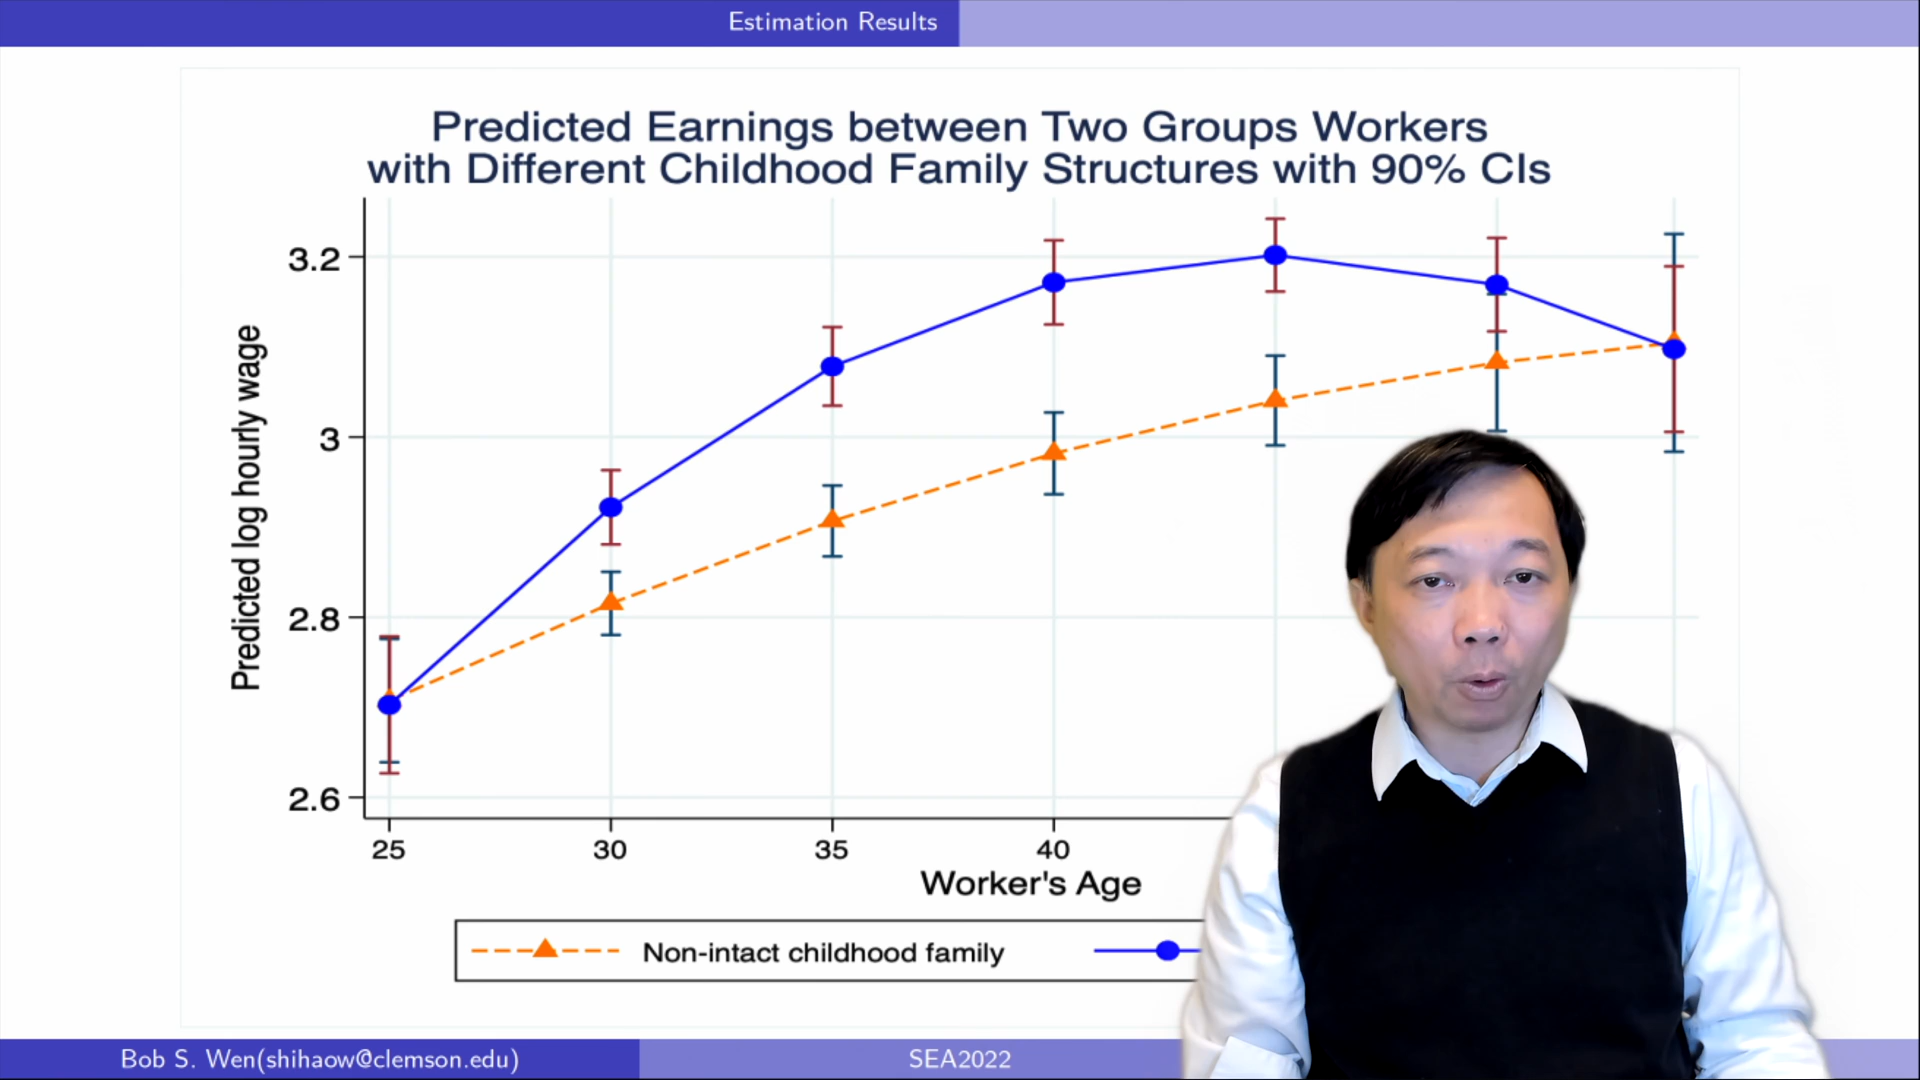 Estimation Results
Predicted Earnings between Two Groups Workers
with Different Childhood Family Structures with 90% CIs
Predicted log hourly wage
3.2
3
2.8
2.6
25 30 35 40
Worker's Age
Non-intact childhood family
Bob S. Wen(shihaow@clemson.edu) SEA2022